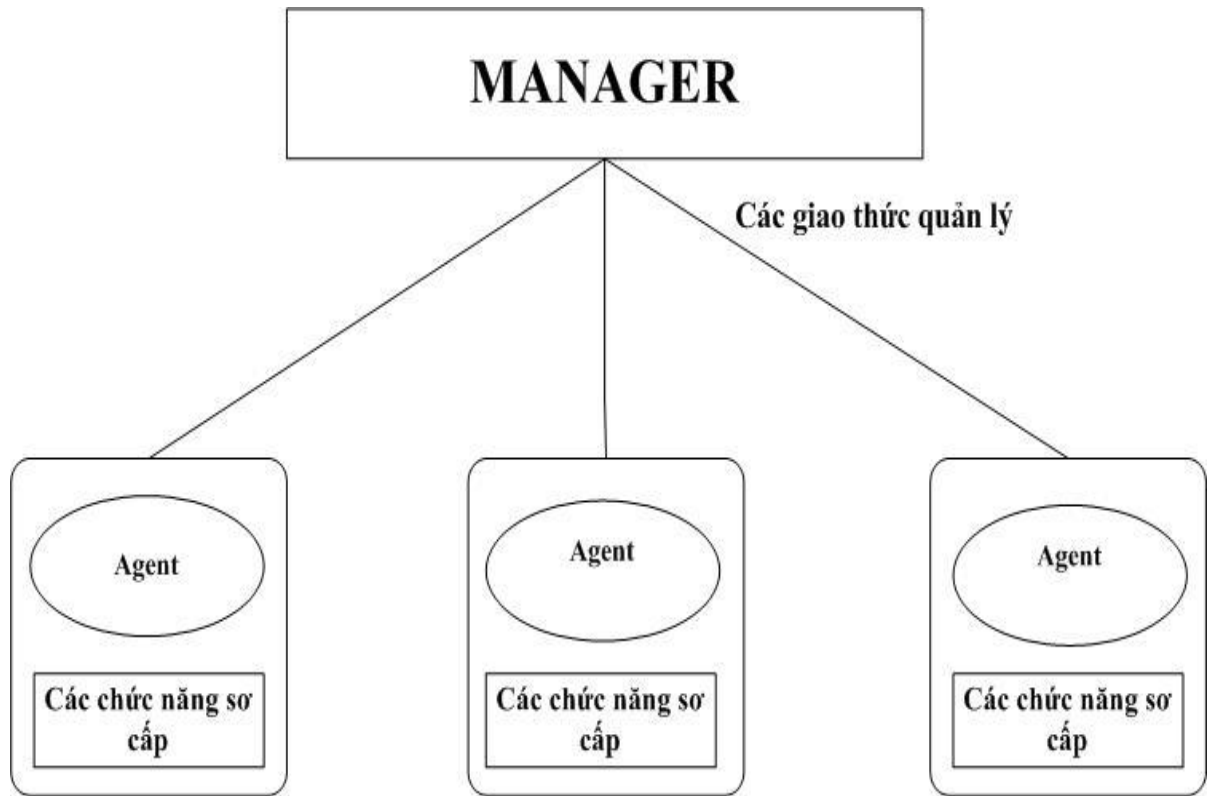 MANAGER
Các giao thức quản lý
Agent
Agent
Agent
Các chức năng sơ
cấp
Các chức năng sơ
cấp
Các chức năng sơ
cấp